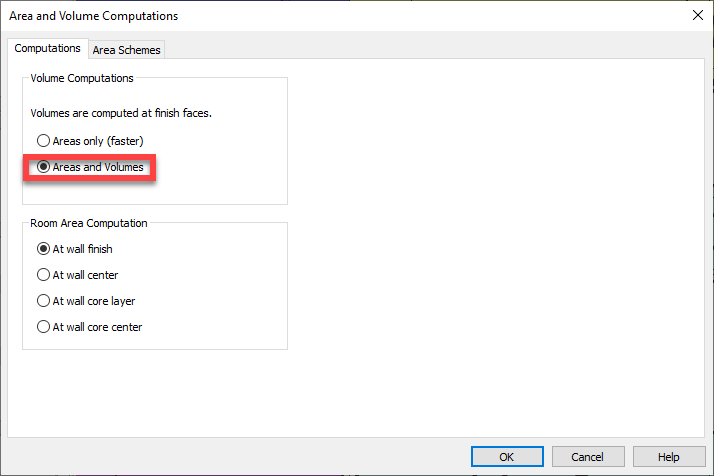 Area and Volume Computations
Computations
Area Schemes
Volume Computations
Volumes are computed at finish faces.
Areas only (faster)
Areas and Volumes
Room Area Computation
At wall finish
At wall center
At wall core layer
At wall core center
OK
Cancel
Help